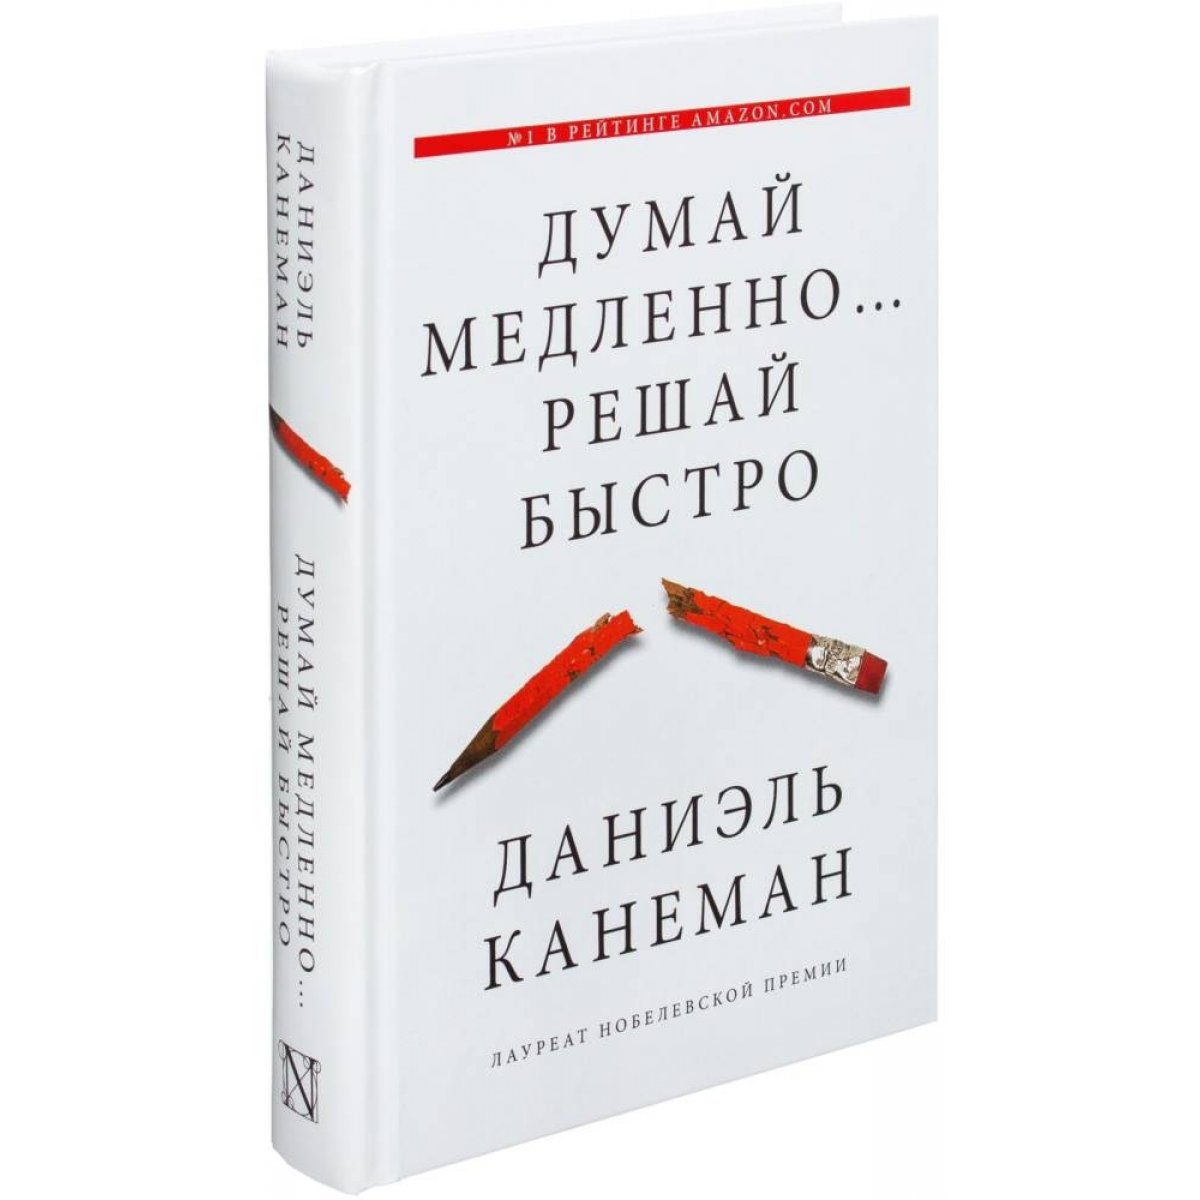 №1 В РЕЙТИНГЕ AMAZON.COM
ДУМАЙ
МЕДЛЕННО...
РЕШАЙ
БЫСТРО
ДАНИЭЛЬ
КАНЕМАН
ЛАУРЕАТ НОБЕЛЕВСКОЙ ПРЕМИИ
ДАНИЭЛЬ
КАНЕМАН
ДУМАЙ МЕДЛЕННО...
РЕШАЙ БЫСТРО
N